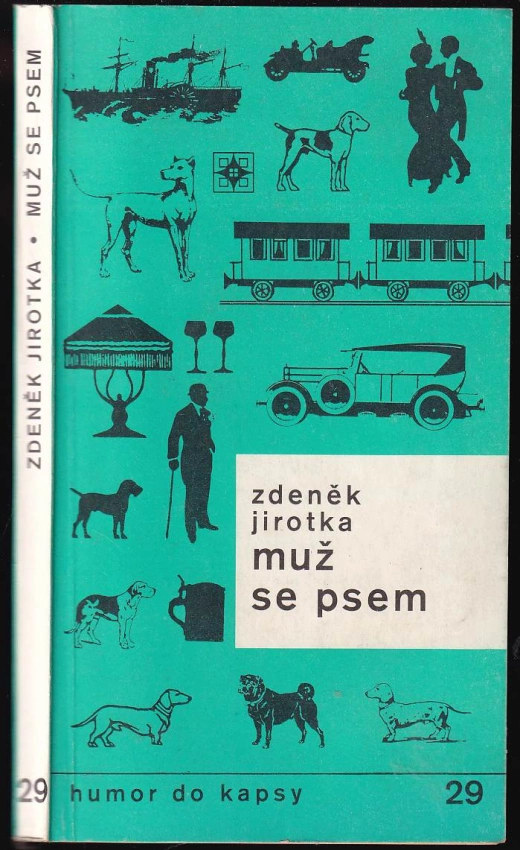 ZDENĚK JIROTKA • MUŽ SE PSEM
29
zdeněk
jirotka
muž
se psem
humor do kapsy
29